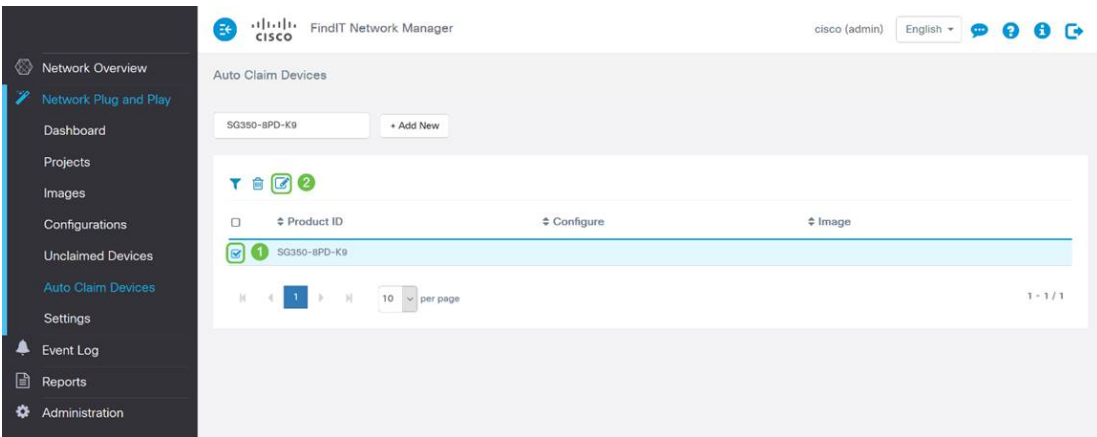 CISCO FindIT Network Manager cisco (admin) English
Network Overview
Network Plug and Play
Dashboard
Projects
Images
Configurations
Unclaimed Devices
Auto Claim Devices
Settings
Event Log
Reports
Administration
Auto Claim Devices
SG350-8PD-K9 + Add New
2
Product ID Configure Image
1 SG350-8PD-K9
1 10 per page 1 - 1 / 1